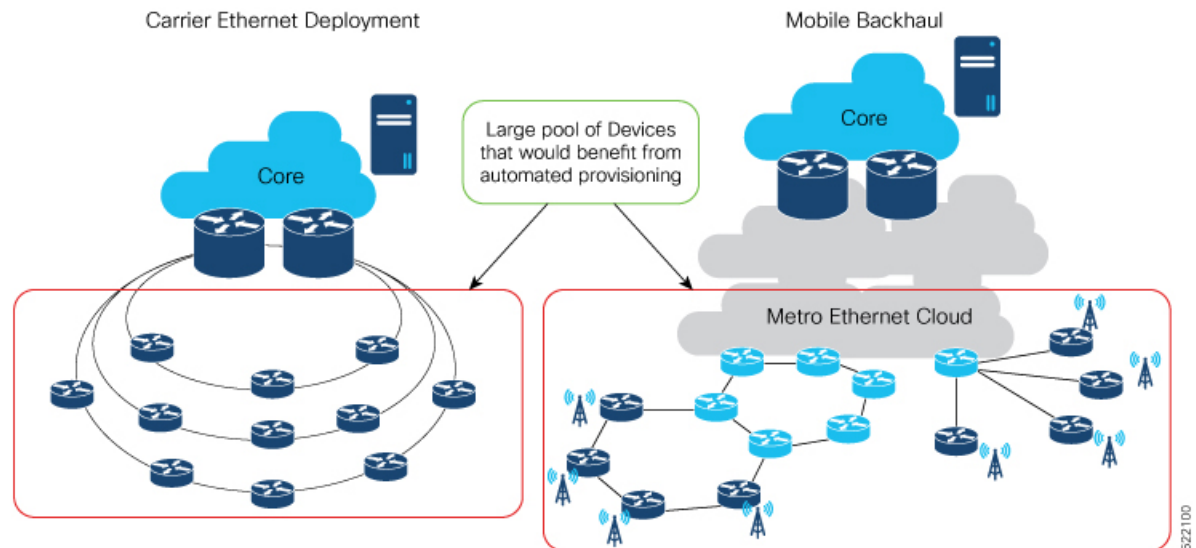 Carrier Ethernet Deployment
Mobile Backhaul
Core
Large pool of Devices
that would benefit from
automated provisioning
Core
Metro Ethernet Cloud
522100